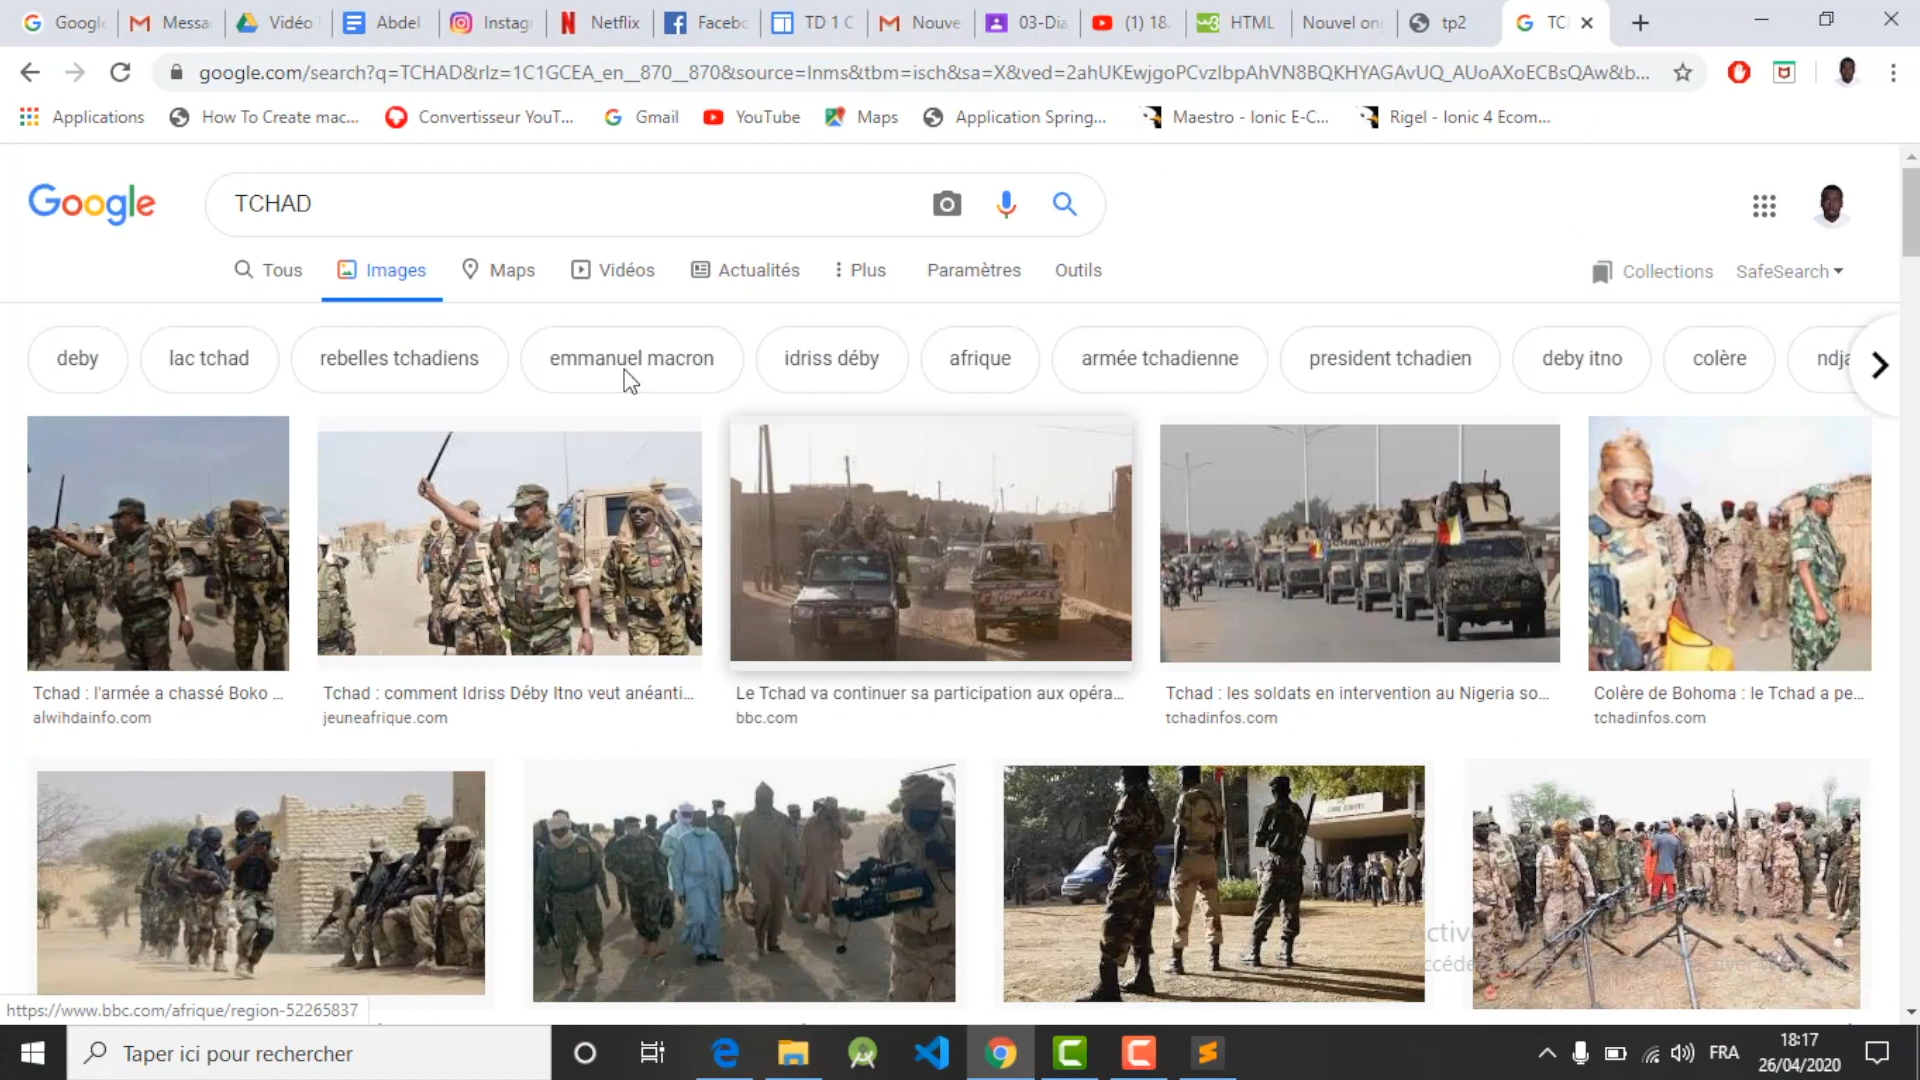 Google
Messa
Vidéo
Abdel
Instag
Netflix
Facebo
TD 1 C
Nouve
03-Dia
(1) 18.
HTML
Nouvel on
tp2
TC
google.com/search?q=TCHAD&rlz=1C1GCEA_en__870__870&source=lnms&tbm=isch&sa=X&ved=2ahUKEwjgoPCvzIbpAhVN8BQKHYAGAvUQ_AUoAXoECBsQAw&b...
Applications
How To Create mac...
Convertisseur YouT...
Gmail
YouTube
Maps
Application Spring...
Maestro - Ionic E-C...
Rigel - Ionic 4 Ecom...
Google
TCHAD
Tous
Images
Maps
Vidéos
Actualités
Plus
Paramètres
Outils
Collections
SafeSearch
deby
lac tchad
rebelles tchadiens
emmanuel macron
idriss déby
afrique
armée tchadienne
president tchadien
deby itno
colère
ndja
Tchad : l'armée a chassé Boko ...
alwihdainfo.com
Tchad : comment Idriss Déby Itno veut anéanti...
jeuneafrique.com
Le Tchad va continuer sa participation aux opéra...
bbc.com
Tchad : les soldats en intervention au Nigeria so...
tchadinfos.com
Colère de Bohoma : le Tchad a pe...
tchadinfos.com
https://www.bbc.com/afrique/region-52265837
Taper ici pour rechercher
FRA
18:17
26/04/2020